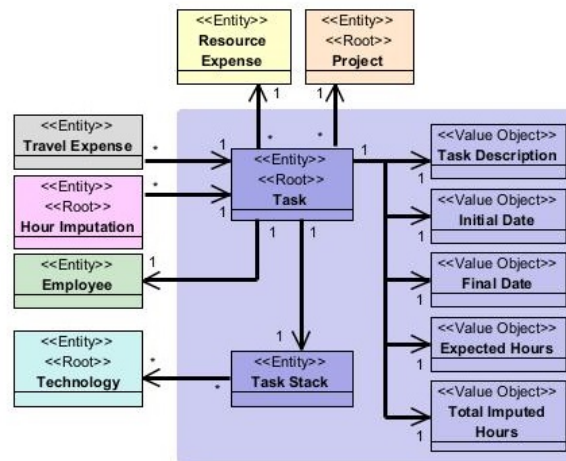 <<Entity>>
Resource
Expense
<<Entity>>
<<Root>>
Project
1
1
<<Entity>>
Travel Expense
*
1
*
*
<<Entity>>
<<Root>>
Task
1
1
<<Value Object>>
Task Description
<<Entity>>
<<Root>>
Hour Imputation
*
1
1
1
<<Value Object>>
Initial Date
1
<<Entity>>
Employee
1
<<Value Object>>
Final Date
1
<<Entity>>
<<Root>>
Technology
*
*
1
<<Entity>>
Task Stack
<<Value Object>>
Expected Hours
1
<<Value Object>>
Total Imputed
Hours
1